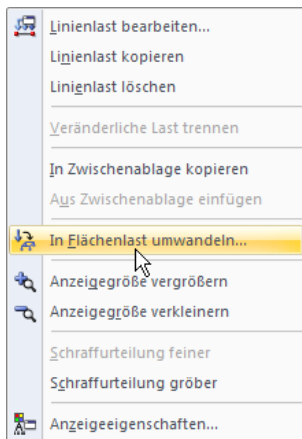 Linienlast bearbeiten...
Linienlast kopieren
Linienlast löschen
Veränderliche Last trennen
In Zwischenablage kopieren
Aus Zwischenablage einfügen
In Flächenlast umwandeln...
Anzeigegröße vergrößern
Anzeigegröße verkleinern
Schraffurteilung feiner
Schraffurteilung gröber
Anzeigeeigenschaften...